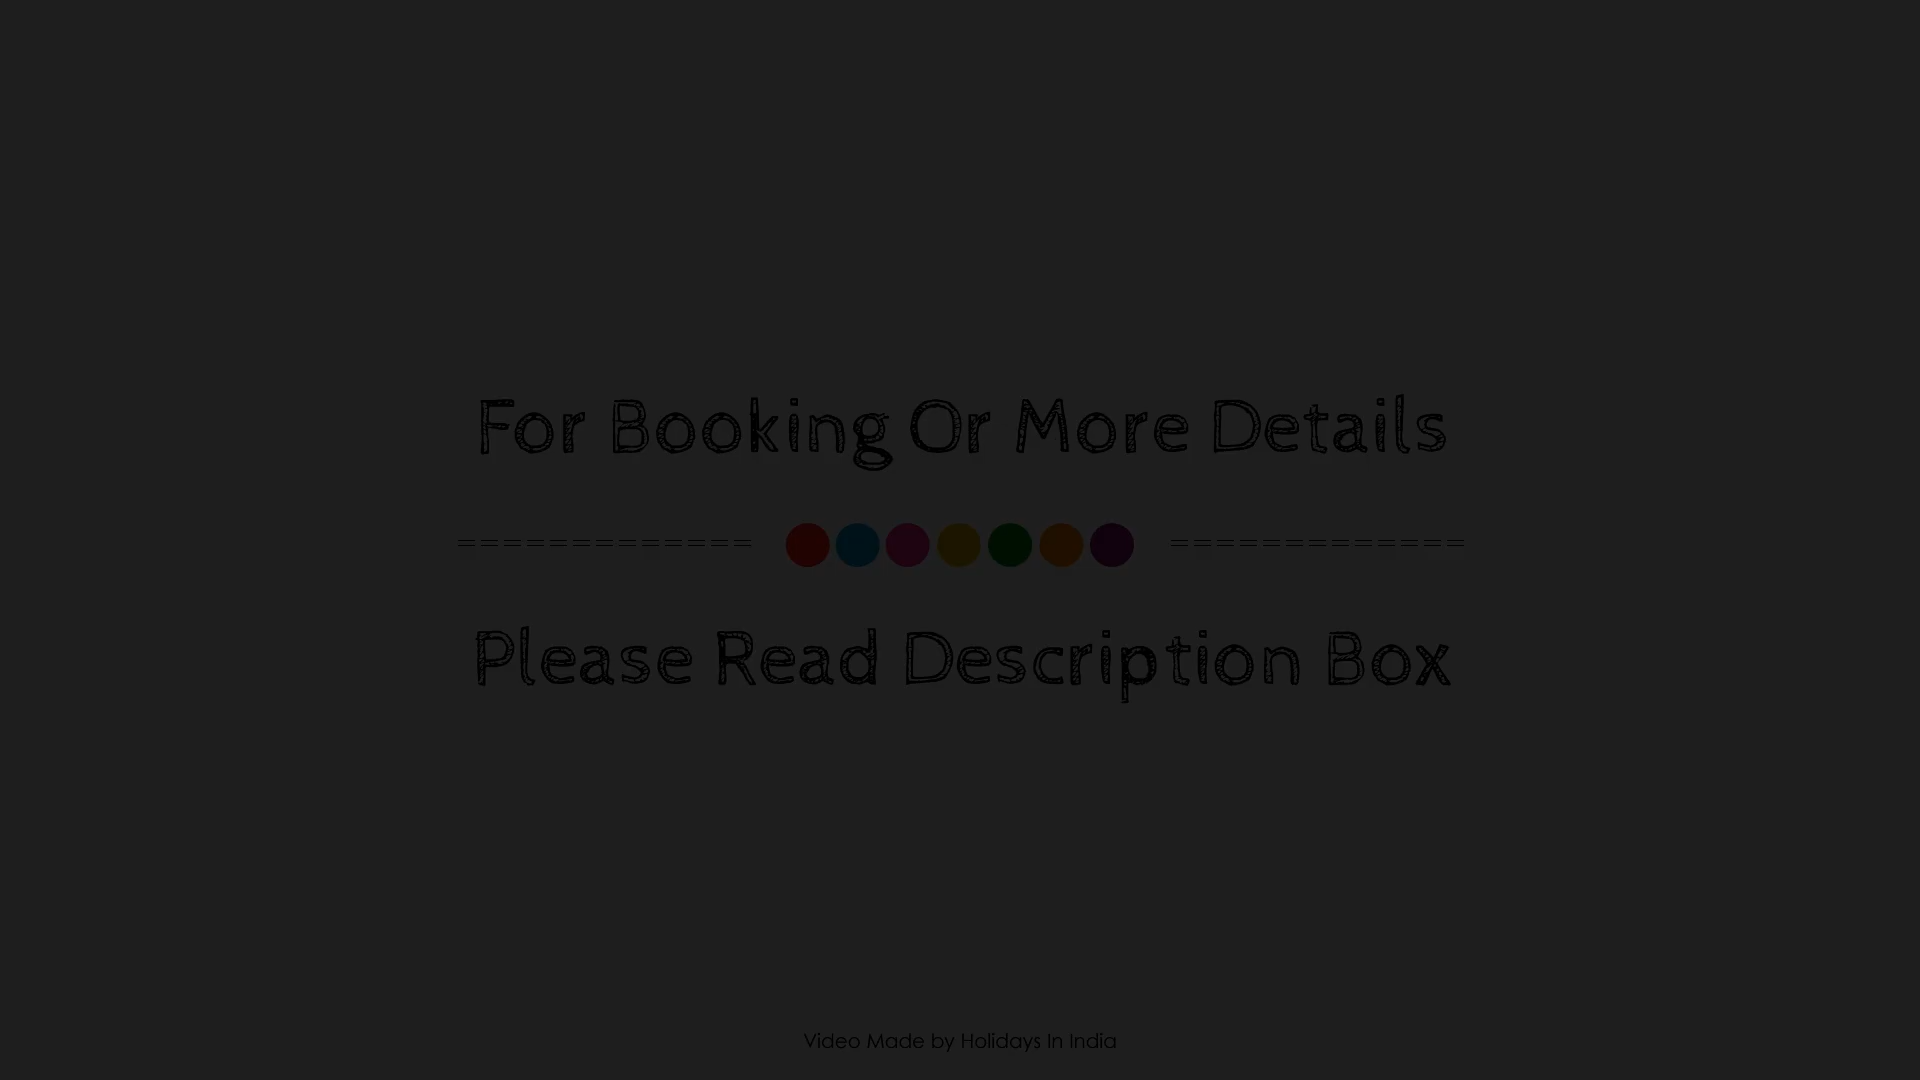 For Booking Or More Details
============= =============
Please Read Description Box
Video Made by Holidays In India